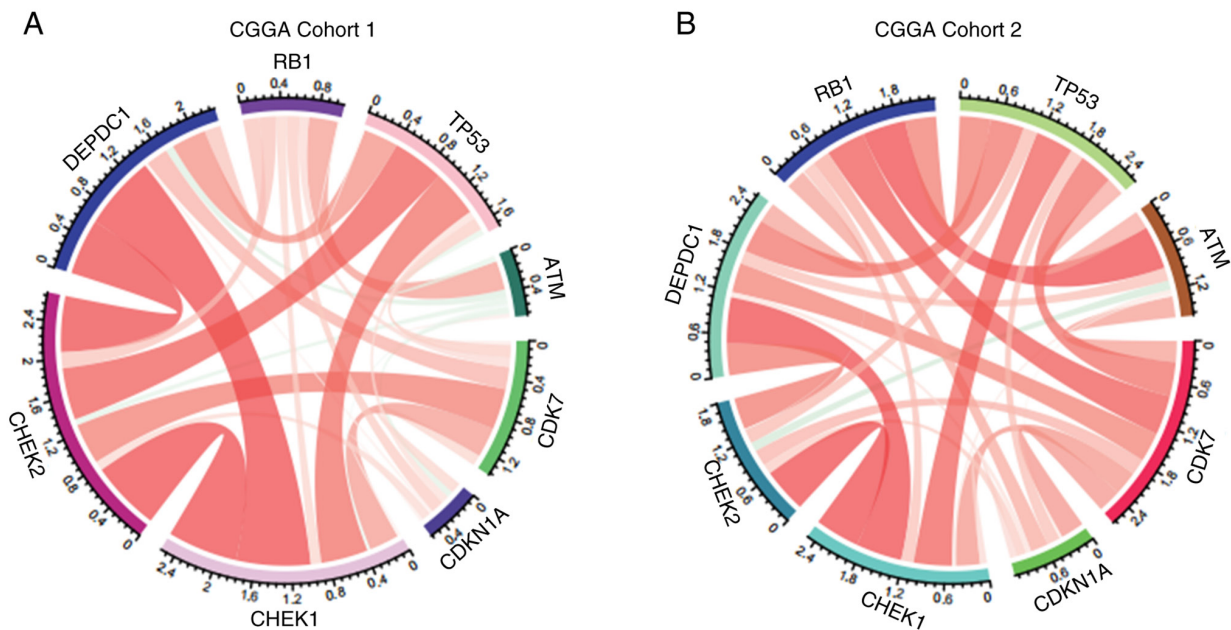 A
CGGA Cohort 1
RB1
0 0.4 0.8
TP53
0 0.4 0.8 1.2 1.6
ATM
0 0.4
CDK7
0 0.4 0.8 1.2
CDKN1A
0 0.4
CHEK1
0 0.4 0.8 1.2 1.6 2 2.4
CHEK2
0 0.4 0.8 1.2 1.6 2 2.4
DEPDC1
0 0.4 0.8 1.2 1.6 2
B
CGGA Cohort 2
RB1
0 0.6 1.2 1.8
TP53
0 0.6 1.2 1.8 2.4
ATM
0 0.6 1.2
CDK7
0 0.6 1.2 1.8 2.4
CDKN1A
0 0.6
CHEK1
0 0.6 1.2 1.8 2.4
CHEK2
0 0.6 1.2 1.8
DEPDC1
0 0.6 1.2 1.8 2.4